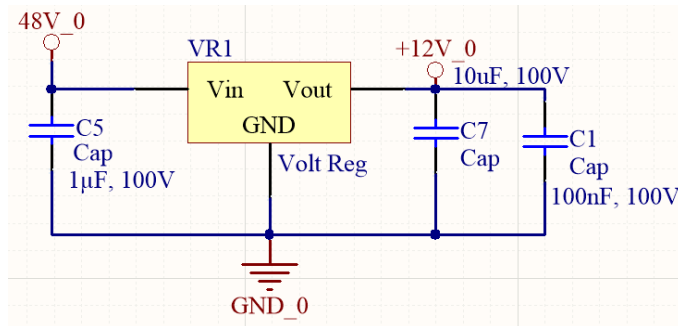 48V_0
VR1
+12V_0
10uF, 100V
Vin
Vout
GND
C5
Cap
1µF, 100V
Volt Reg
C7
Cap
C1
Cap
100nF, 100V
GND_0